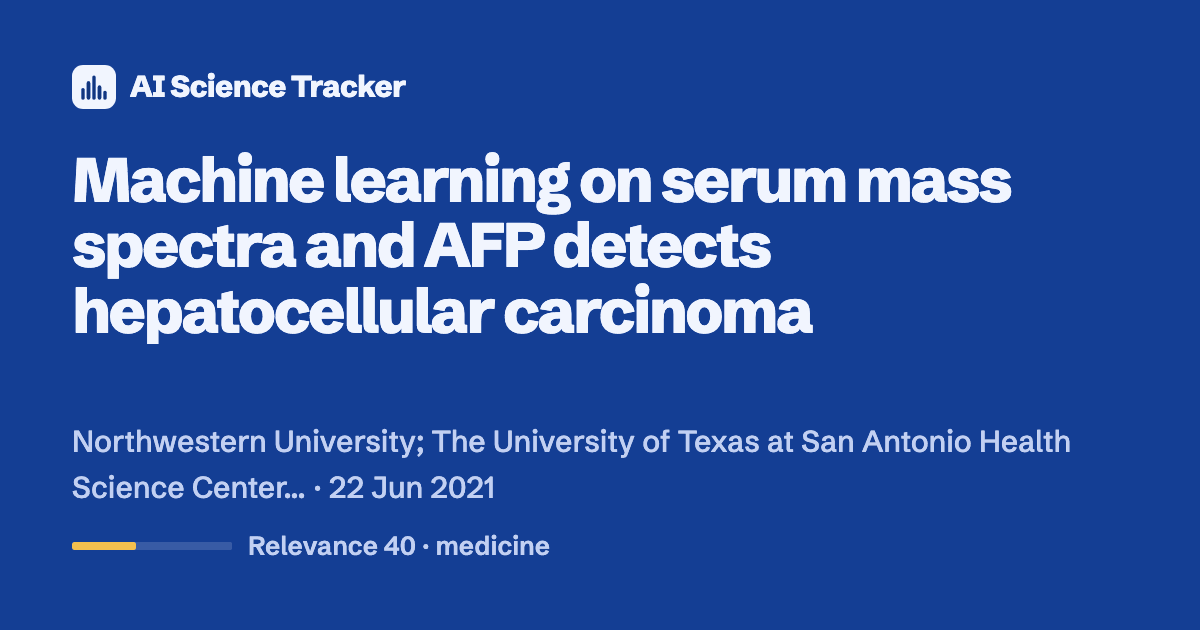 AI Science Tracker
Machine learning on serum mass
spectra and AFP detects
hepatocellular carcinoma
Northwestern University; The University of Texas at San Antonio Health
Science Center... · 22 Jun 2021
Relevance 40 · medicine